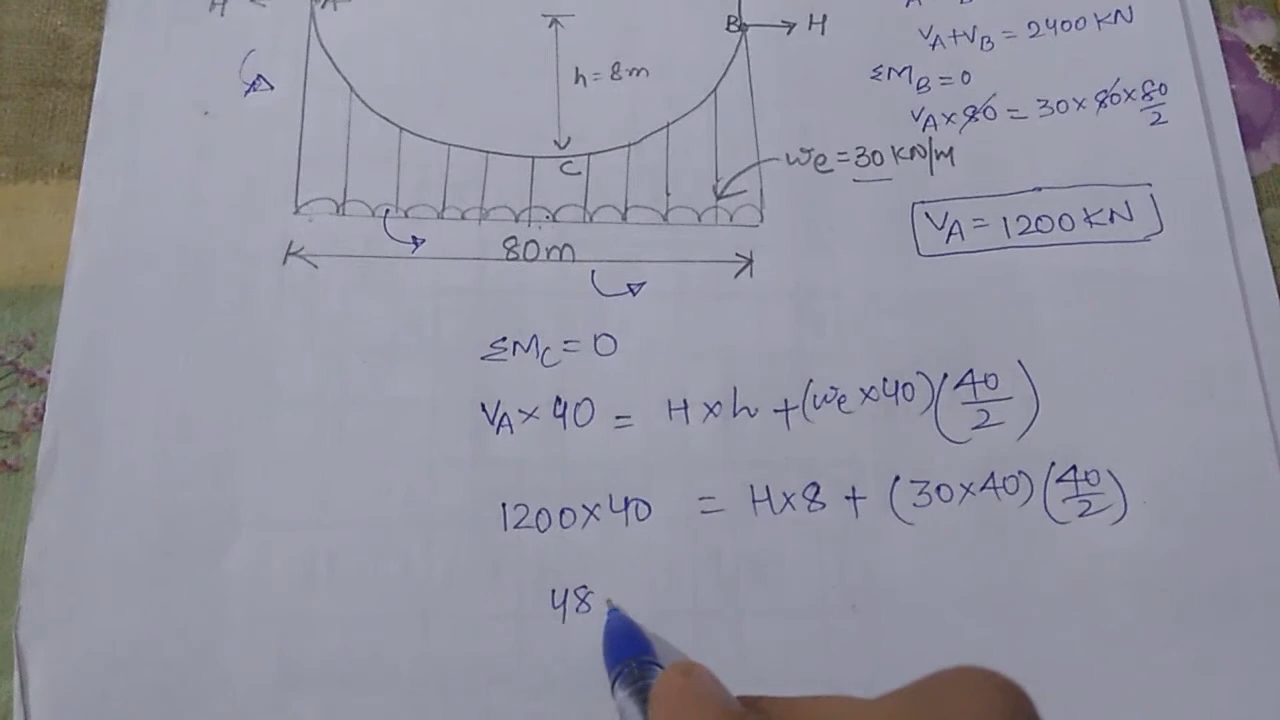 A
B
H
h = 8m
C
we = 30 KN/m
80m
VA+VB = 2400 KN
ΣMB = 0
VA × 80 = 30 × 80 × 80/2
VA = 1200 KN
ΣMC = 0
VA × 40 = H × h + (we × 40)(40/2)
1200 × 40 = H × 8 + (30 × 40)(40/2)
48